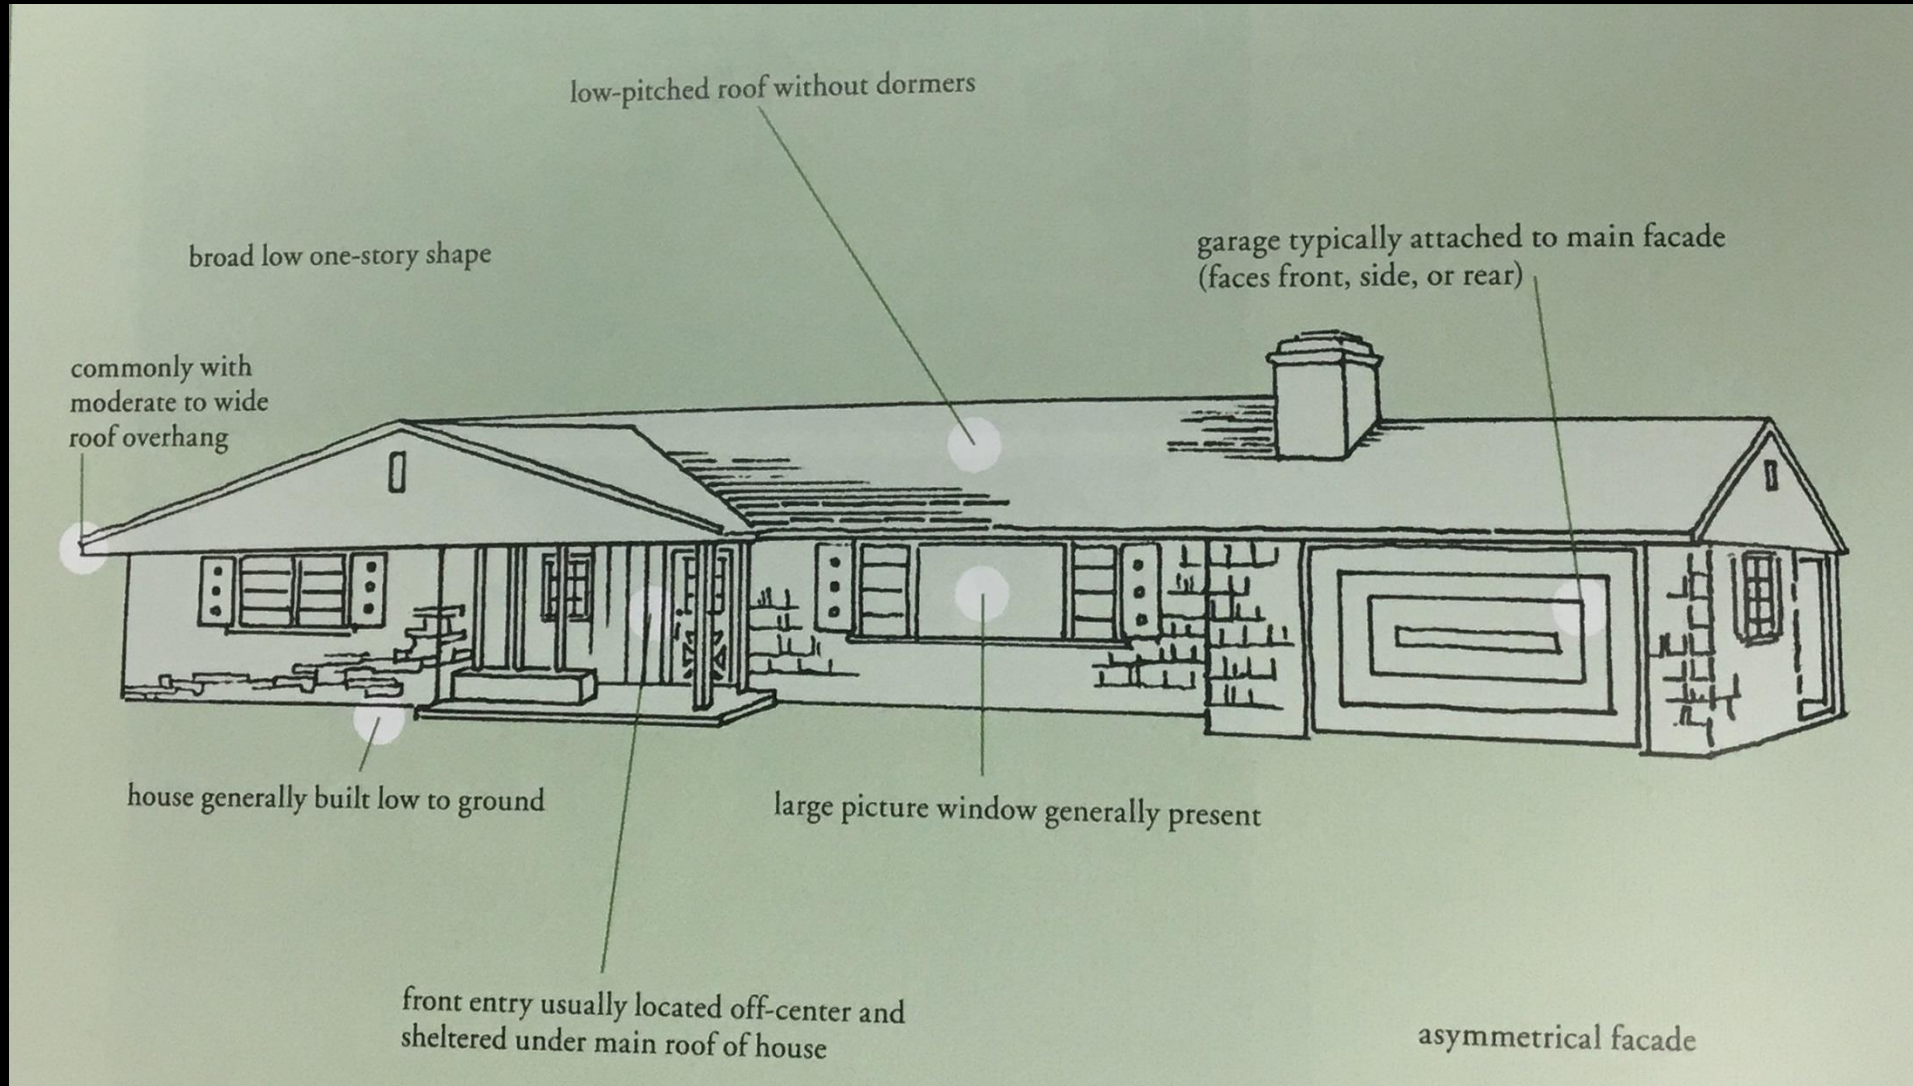 low-pitched roof without dormers
broad low one-story shape
garage typically attached to main facade
(faces front, side, or rear)
commonly with
moderate to wide
roof overhang
house generally built low to ground
large picture window generally present
front entry usually located off-center and
sheltered under main roof of house
asymmetrical facade